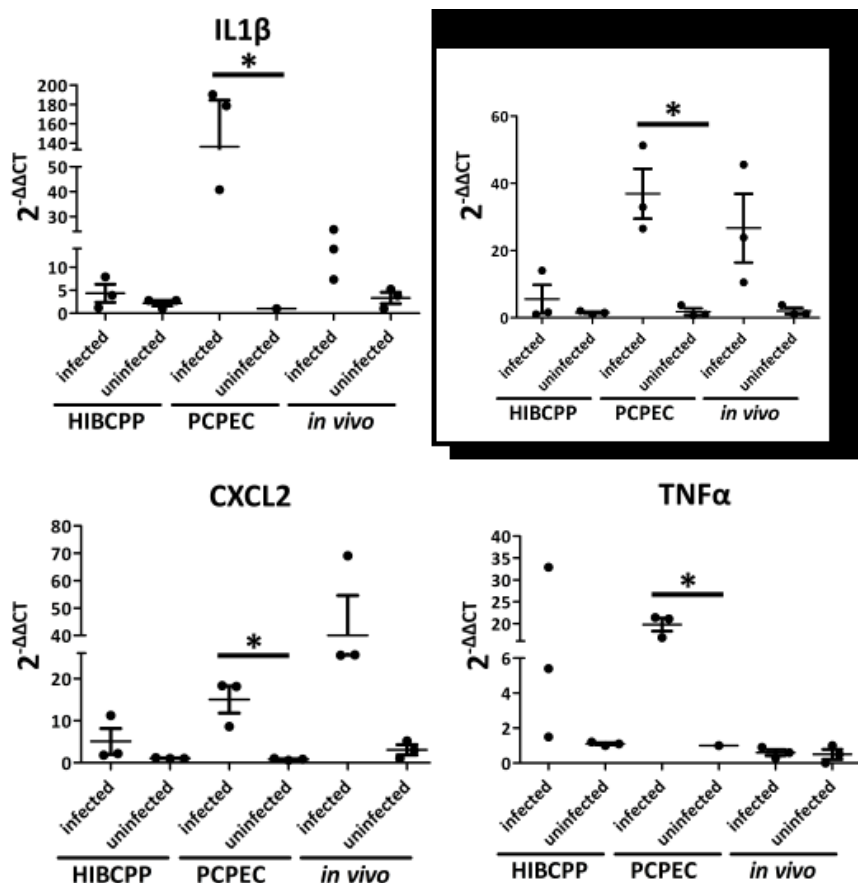 IL1β
*
200
180
160
140
50
40
30
20
10
5
0
2-ΔΔCT
infected
uninfected
infected
uninfected
infected
uninfected
HIBCPP
PCPEC
in vivo
*
60
40
20
0
2-ΔΔCT
infected
uninfected
infected
uninfected
infected
uninfected
HIBCPP
PCPEC
in vivo
CXCL2
*
80
70
60
50
40
20
10
0
2-ΔΔCT
infected
uninfected
infected
uninfected
infected
uninfected
HIBCPP
PCPEC
in vivo
TNFα
*
40
35
30
25
20
6
4
2
0
2-ΔΔCT
infected
uninfected
infected
uninfected
infected
uninfected
HIBCPP
PCPEC
in vivo